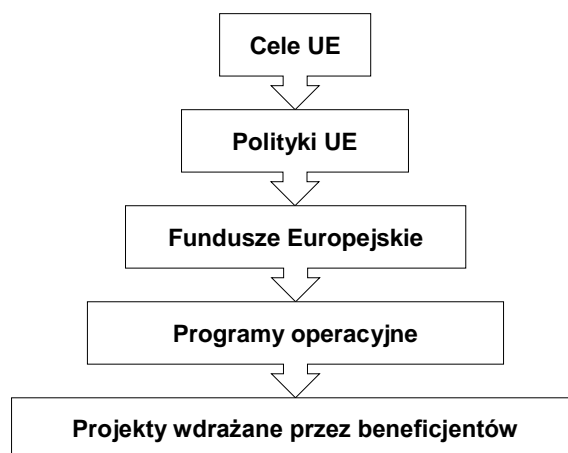 Cele UE
Polityki UE
Fundusze Europejskie
Programy operacyjne
Projekty wdrażane przez beneficjentów